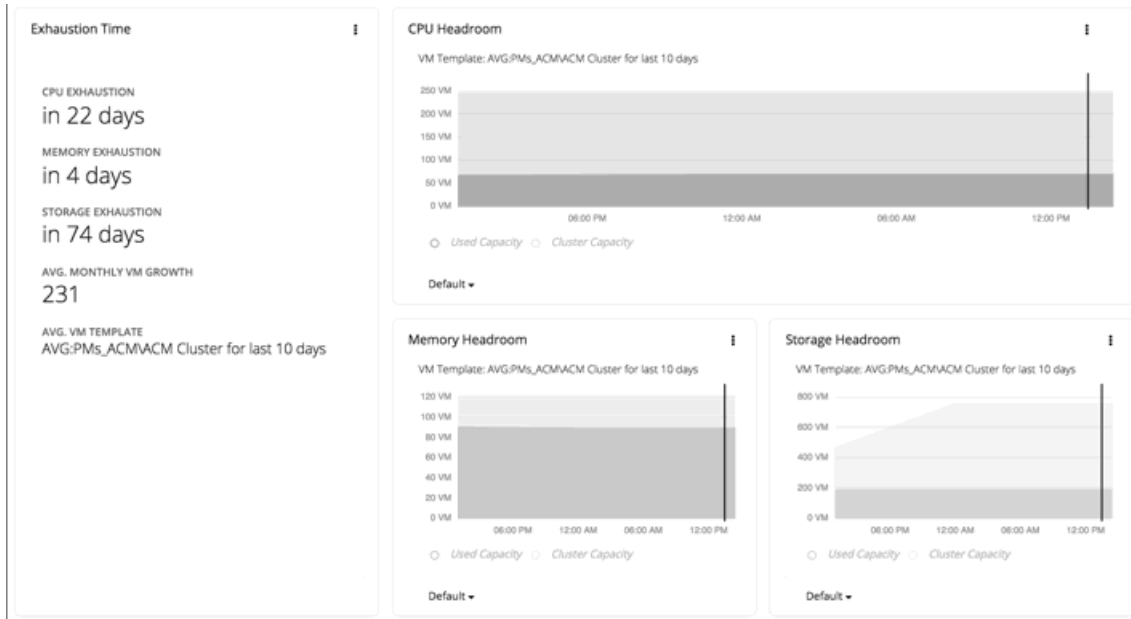 Exhaustion Time
CPU EXHAUSTION
in 22 days
MEMORY EXHAUSTION
in 4 days
STORAGE EXHAUSTION
in 74 days
AVG. MONTHLY VM GROWTH
231
AVG. VM TEMPLATE
AVG:PMs_ACM\ACM Cluster for last 10 days
CPU Headroom
VM Template: AVG:PMs_ACM\ACM Cluster for last 10 days
250 VM
200 VM
150 VM
100 VM
50 VM
0 VM
06:00 PM 12:00 AM 06:00 AM 12:00 PM
Used Capacity Cluster Capacity
Default
Memory Headroom
VM Template: AVG:PMs_ACM\ACM Cluster for last 10 days
120 VM
100 VM
80 VM
60 VM
40 VM
20 VM
0 VM
06:00 PM 12:00 AM 06:00 AM 12:00 PM
Used Capacity Cluster Capacity
Default
Storage Headroom
VM Template: AVG:PMs_ACM\ACM Cluster for last 10 days
800 VM
600 VM
400 VM
200 VM
0 VM
06:00 PM 12:00 AM 06:00 AM 12:00 PM
Used Capacity Cluster Capacity
Default